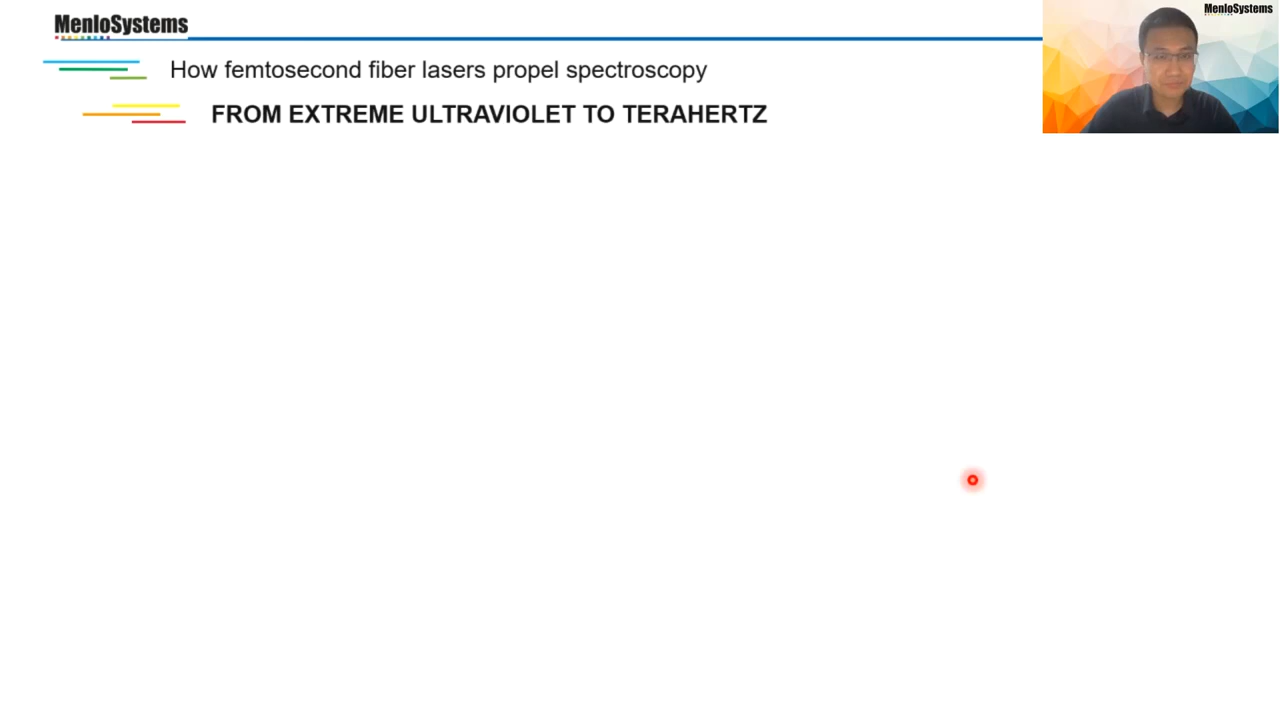 MenloSystems
MenloSystems
How femtosecond fiber lasers propel spectroscopy
FROM EXTREME ULTRAVIOLET TO TERAHERTZ